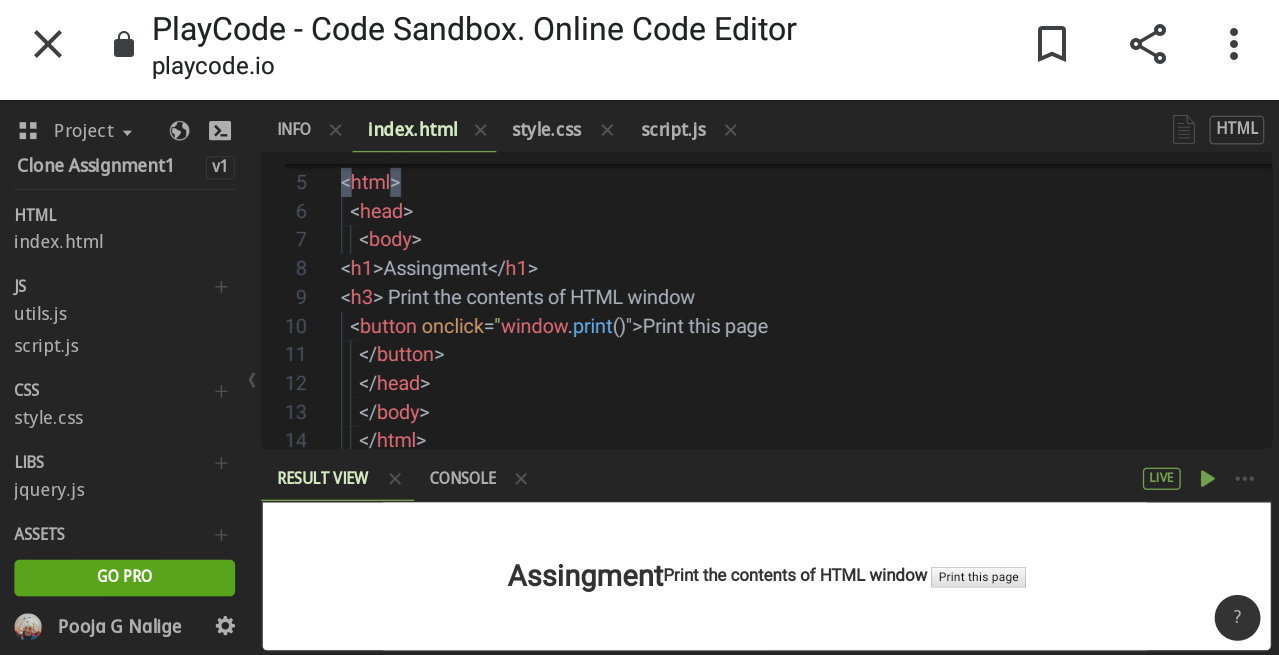 PlayCode - Code Sandbox. Online Code Editor
playcode.io
Project
INFO
index.html
style.css
script.js
HTML
Clone Assignment1
v1
HTML
index.html
JS
utils.js
script.js
CSS
style.css
LIBS
jquery.js
ASSETS
GO PRO
Pooja G Nalige
5 <html>
6 <head>
7 <body>
8 <h1>Assingment</h1>
9 <h3> Print the contents of HTML window
10 <button onclick="window.print()">Print this page
11 </button>
12 </head>
13 </body>
14 </html>
RESULT VIEW
CONSOLE
LIVE
Assingment Print the contents of HTML window Print this page
?